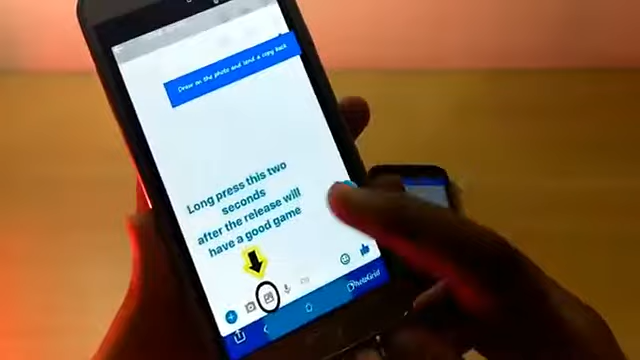 Draw on the photo and send a copy back
Long press this two
seconds
after the release will
have a good game
PhotoGrid